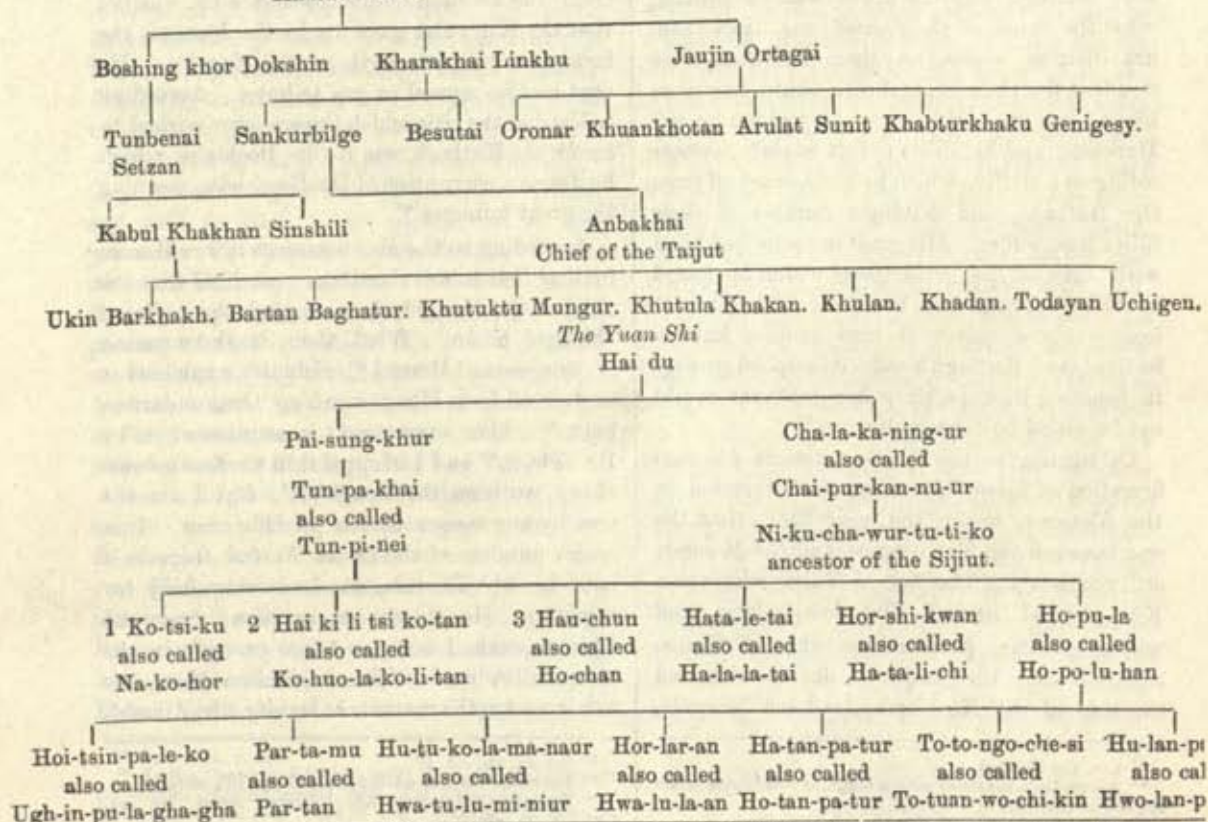 Boshing khor Dokshin Kharakhai Linkhu Jaujin Ortagai
Tunbenai Sankurbilge Besutai Oronar Khuankhotan Arulat Sunit Khabturkhaku Genigesy.
Setzan
Kabul Khakhan Sinshili Anbakhai
Chief of the Taijut
Ukin Barkhakh. Bartan Baghatur. Khutuktu Mungur. Khutula Khakan. Khulan. Khadan. Todayan Uchigen.
The Yuan Shi
Hai du
Pai-sung-khur Cha-la-ka-ning-ur
also called
Tun-pa-khai Chai-pur-kan-nu-ur
also called
Tun-pi-nei Ni-ku-cha-wur-tu-ti-ko
ancestor of the Sijiut.
1 Ko-tsi-ku 2 Hai ki li tsi ko-tan 3 Hau-chun Hata-le-tai Hor-shi-kwan Ho-pu-la
also called also called also called also called also called also called
Na-ko-hor Ko-huo-la-ko-li-tan Ho-chan Ha-la-la-tai Ha-ta-li-chi Ho-po-lu-han
Hoi-tsin-pa-le-ko Par-ta-mu Hu-tu-ko-la-ma-naur Hor-lar-an Ha-tan-pa-tur To-to-ngo-che-si Hu-lan-p
also called also called also called also called also called also called also cal
Ugh-in-pu-la-gha-gha Par-tan Hwa-tu-lu-mi-niur Hwa-lu-la-an Ho-tan-pa-tur To-tuan-wo-chi-kin Hwo-lan-p